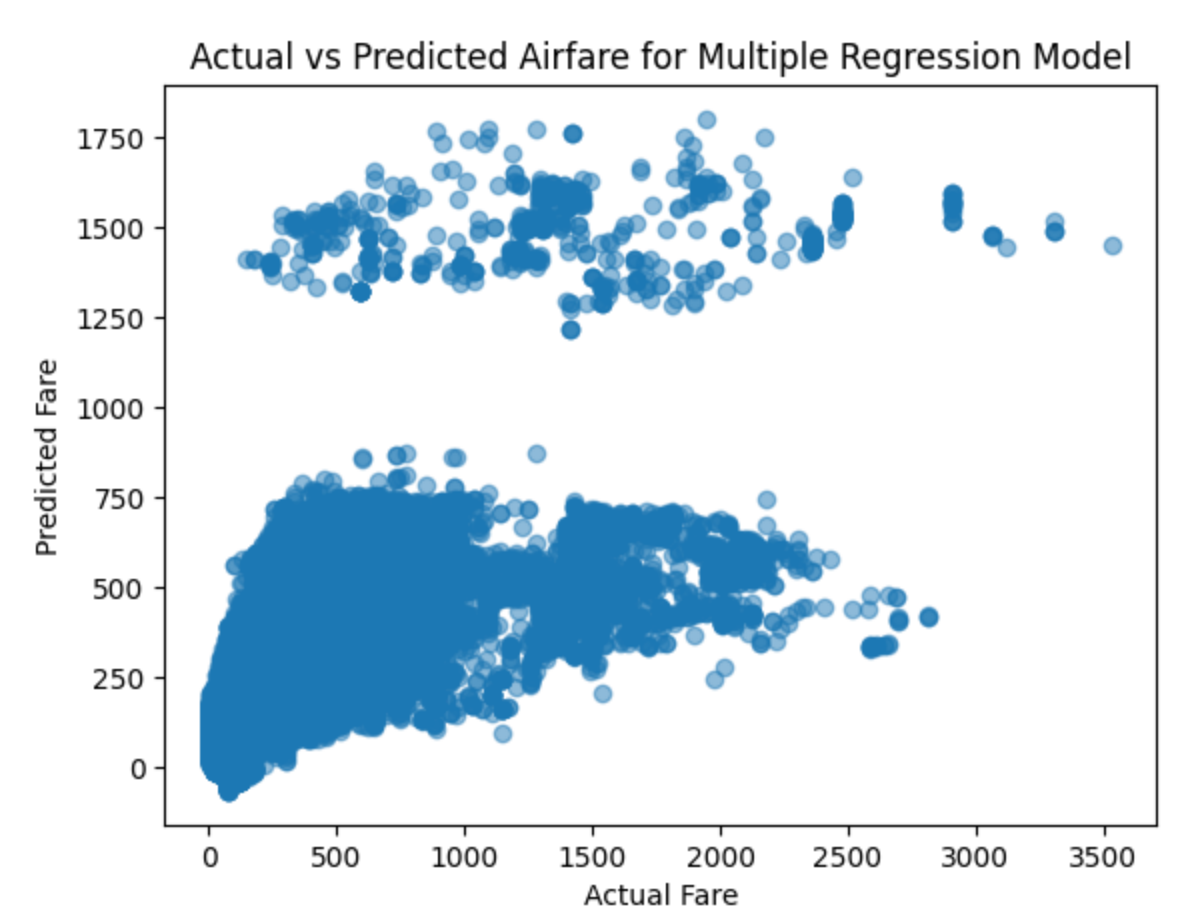 Actual vs Predicted Airfare for Multiple Regression Model
1750
1500
1250
1000
750
500
250
0
Predicted Fare
0 500 1000 1500 2000 2500 3000 3500
Actual Fare